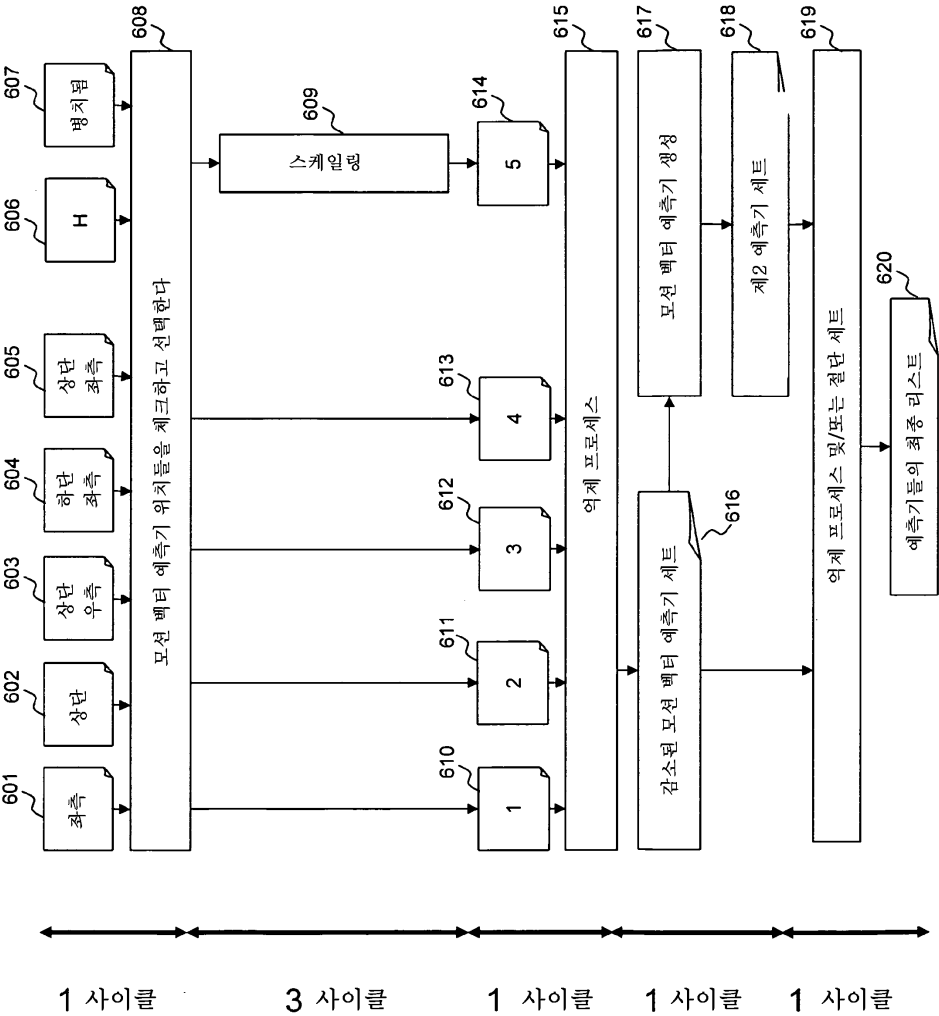 601
602
603
604
605
606
607
좌측
상단
상단
우측
하단
좌측
상단
좌측
H
병치됨
608
모션 벡터 예측기 위치들을 체크하고 선택한다
609
스케일링
610
611
612
613
614
1
2
3
4
5
615
억제 프로세스
616
감소된 모션 벡터 예측기 세트
617
모션 벡터 예측기 생성
618
제2 예측기 세트
619
억제 프로세스 및/또는 절단 세트
620
예측기들의 최종 리스트
1 사이클
3 사이클
1 사이클
1 사이클
1 사이클